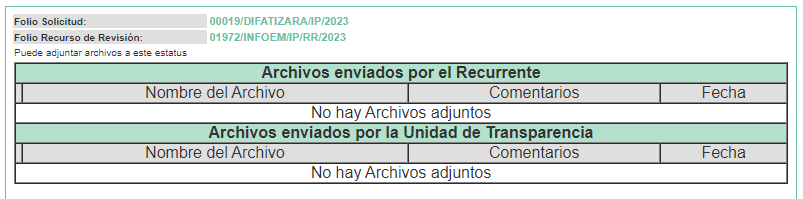 Folio Solicitud: 00019/DIFATIZARA/IP/2023
Folio Recurso de Revisión: 01972/INFOEM/IP/RR/2023
Puede adjuntar archivos a este estatus
Archivos enviados por el Recurrente
Nombre del Archivo Comentarios Fecha
No hay Archivos adjuntos
Archivos enviados por la Unidad de Transparencia
Nombre del Archivo Comentarios Fecha
No hay Archivos adjuntos